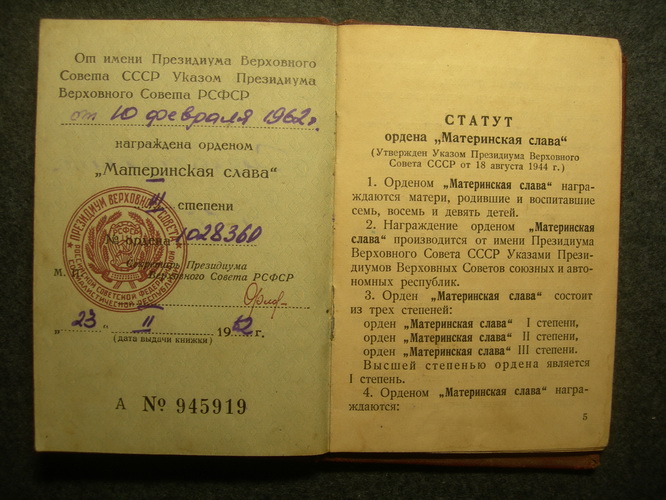 От имени Президиума Верховного
Совета СССР Указом Президиума
Верховного Совета РСФСР
от 10 февраля 1962 г.
награждена орденом
„Материнская слава“
III степени
№ ордена 1028360
Секретарь Президиума
М. П. Верховного Совета РСФСР
„23“ II 1962 г.
(дата выдачи книжки)
А № 945919
СТАТУТ
ордена „Материнская слава“
(Утвержден Указом Президиума Верховного
Совета СССР от 18 августа 1944 г.)
1. Орденом „Материнская слава“ награ-
ждаются матери, родившие и воспитавшие
семь, восемь и девять детей.
2. Награждение орденом „Материнская
слава“ производится от имени Президиума
Верховного Совета СССР Указами Прези-
диумов Верховных Советов союзных и авто-
номных республик.
3. Орден „Материнская слава“ состоит
из трех степеней:
орден „Материнская слава“ I степени,
орден „Материнская слава“ II степени,
орден „Материнская слава“ III степени.
Высшей степенью ордена является
I степень.
4. Орденом „Материнская слава“ награ-
ждаются:
5